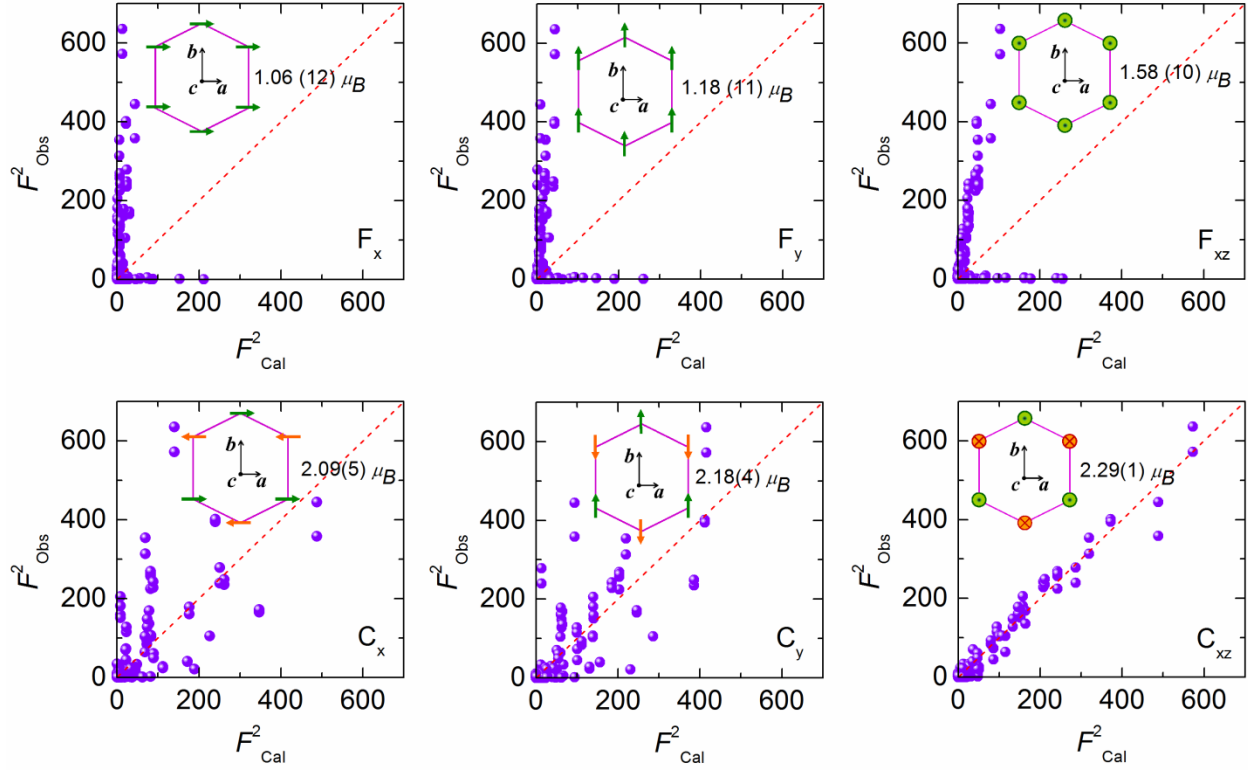 600
400
200
0
F²Obs
b
c a
1.06 (12) μB
Fx
0 200 400 600
F²Cal
600
400
200
0
F²Obs
b
c a
1.18 (11) μB
Fy
0 200 400 600
F²Cal
600
400
200
0
F²Obs
b
c a
1.58 (10) μB
Fxz
0 200 400 600
F²Cal
600
400
200
0
F²Obs
b
c a
2.09(5) μB
Cx
0 200 400 600
F²Cal
600
400
200
0
F²Obs
b
c a
2.18(4) μB
Cy
0 200 400 600
F²Cal
600
400
200
0
F²Obs
b
c a
2.29(1) μB
Cxz
0 200 400 600
F²Cal